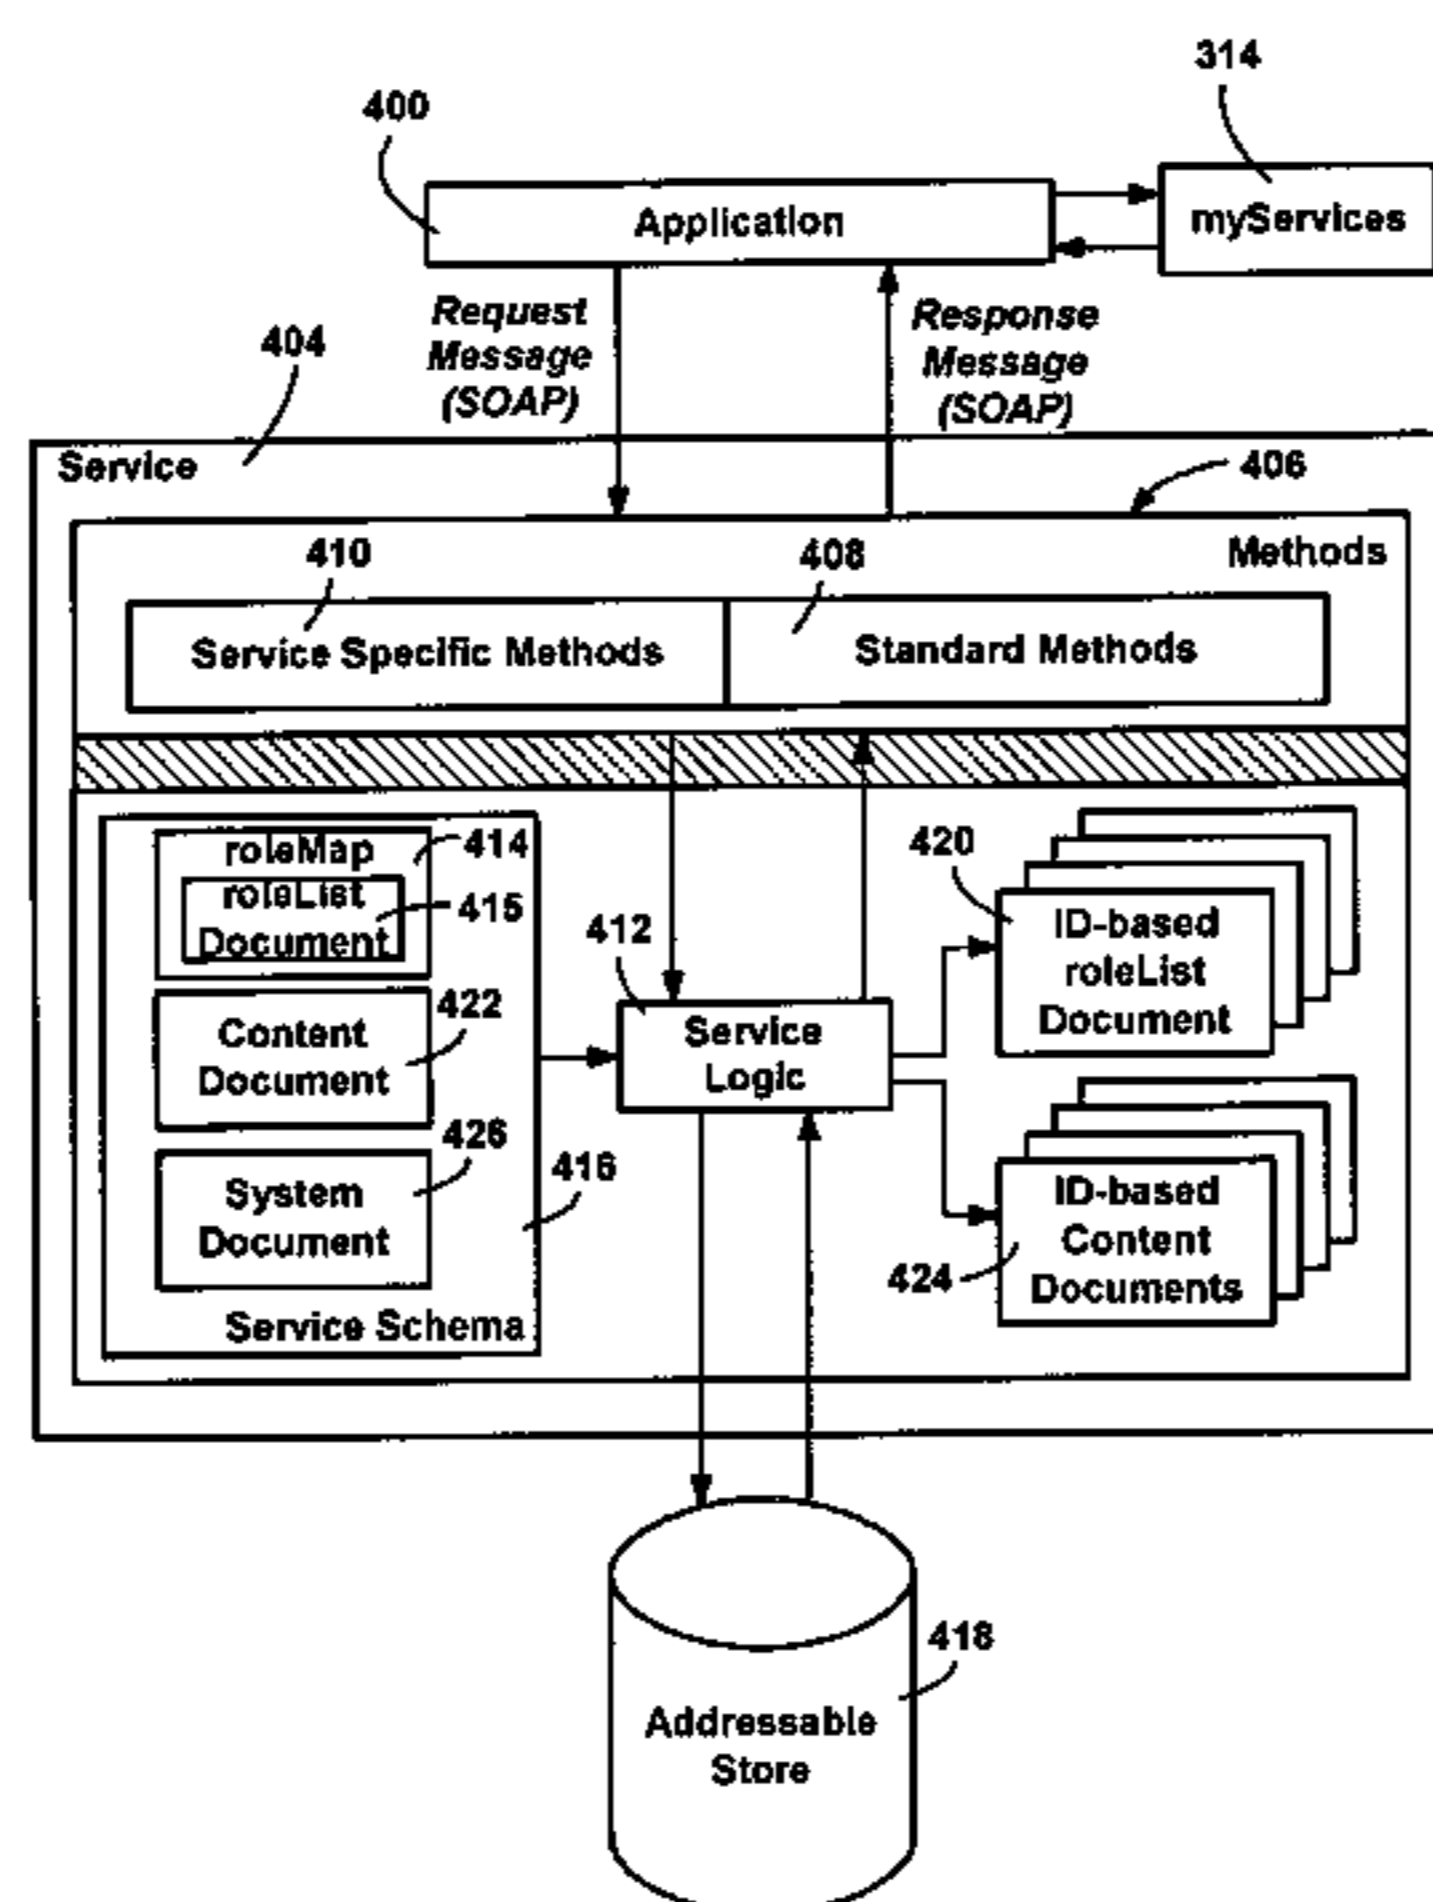 314
400
Application
myServices
Request
Message
(SOAP)
Response
Message
(SOAP)
404
Service
406
410
408
Methods
Service Specific Methods
Standard Methods
roleMap
414
roleList
Document
415
420
ID-based
roleList
Document
412
Service
Logic
Content
Document
422
426
System
Document
416
Service Schema
ID-based
Content
Documents
424
418
Addressable
Store